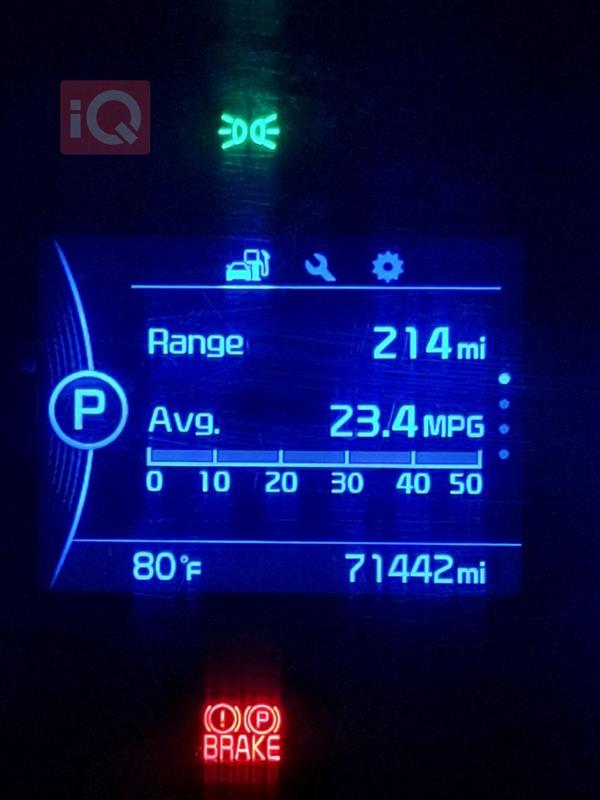 iQ
Range 214 mi
P
Avg. 23.4 MPG
0 10 20 30 40 50
80°F 71442 mi
(!) (P)
BRAKE